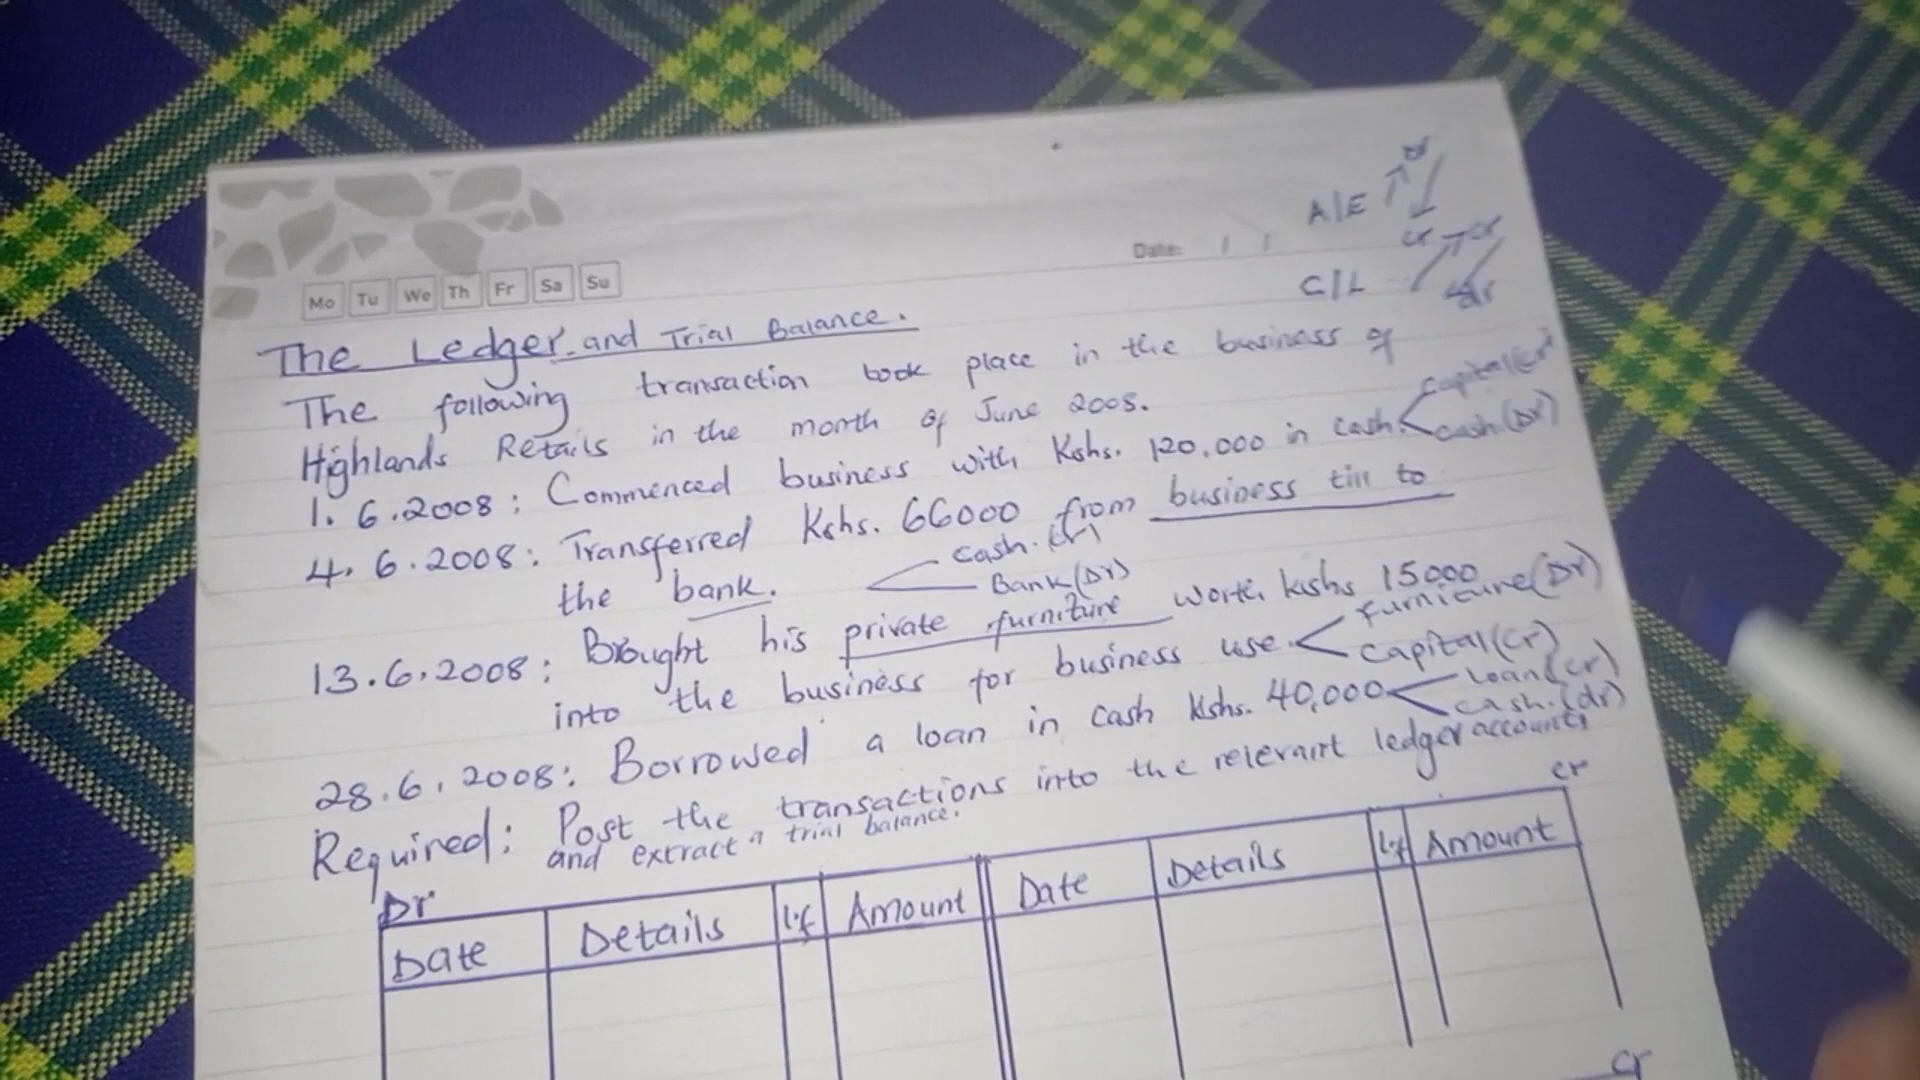 A/E
Date:
C/L
Mo Tu We Th Fr Sa Su
The Ledger and Trial Balance.
The following transaction took place in the business of
Highlands Retails in the month of June 2008.
1.6.2008: Commenced business with Kshs. 120,000 in cash.
Capital(cr)
cash(Dr)
4.6.2008: Transferred Kshs. 66000 from business till to
the bank.
Cash.(cr)
Bank(Dr)
13.6.2008: Brought his private furniture worth kshs 15000
into the business for business use.
furniture(Dr)
Capital(Cr)
28.6.2008: Borrowed a loan in cash Kshs. 40,000
Loan(cr)
cash.(dr)
Required: Post the transactions into the relevant ledger accounts
and extract a trial balance.
Dr cr
Date Details l.f Amount Date Details l.f Amount
cr